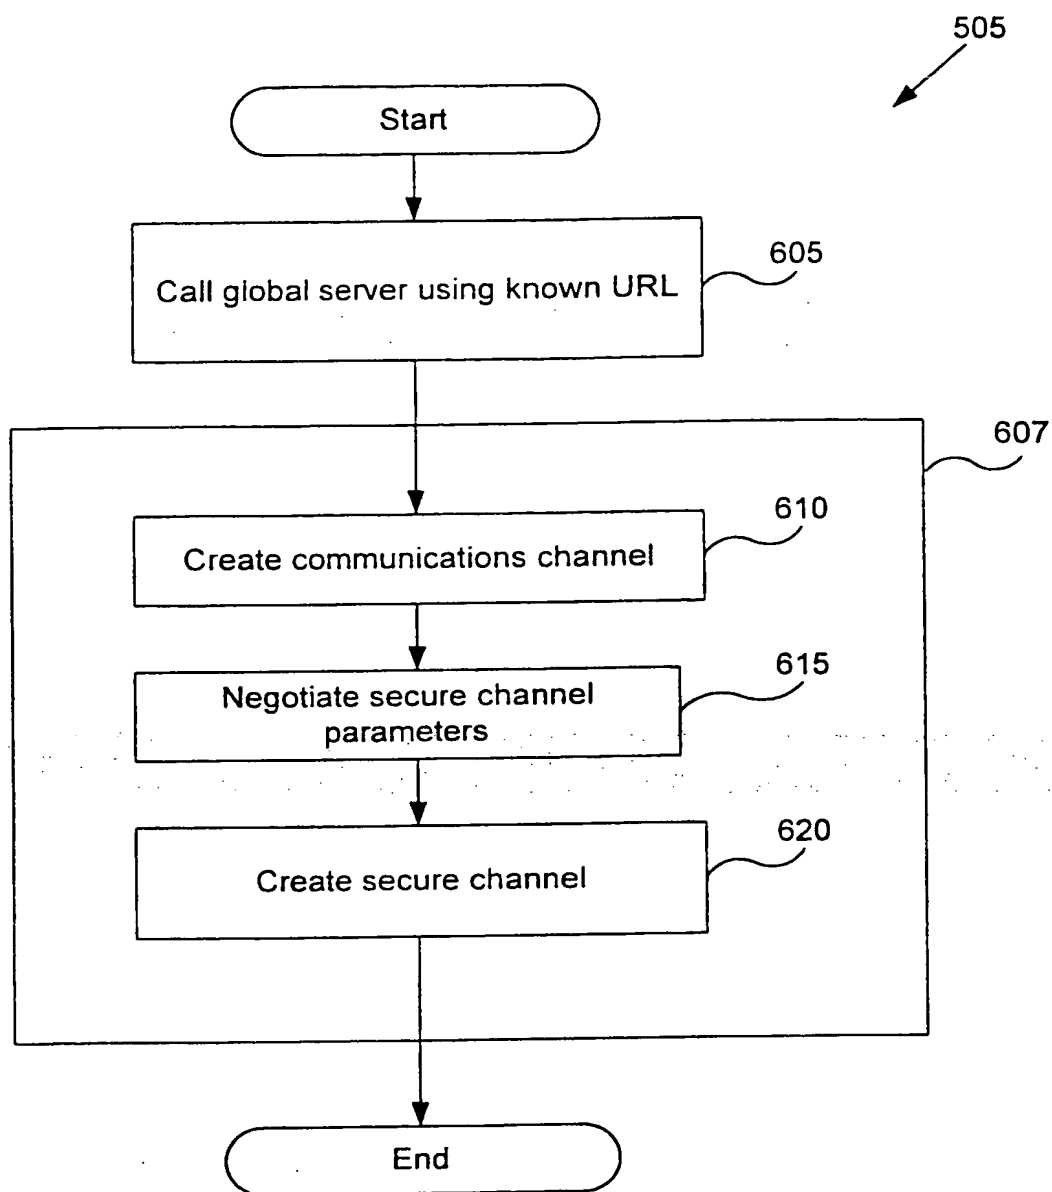 505
Start
605
Call global server using known URL
607
610
Create communications channel
615
Negotiate secure channel
parameters
620
Create secure channel
End